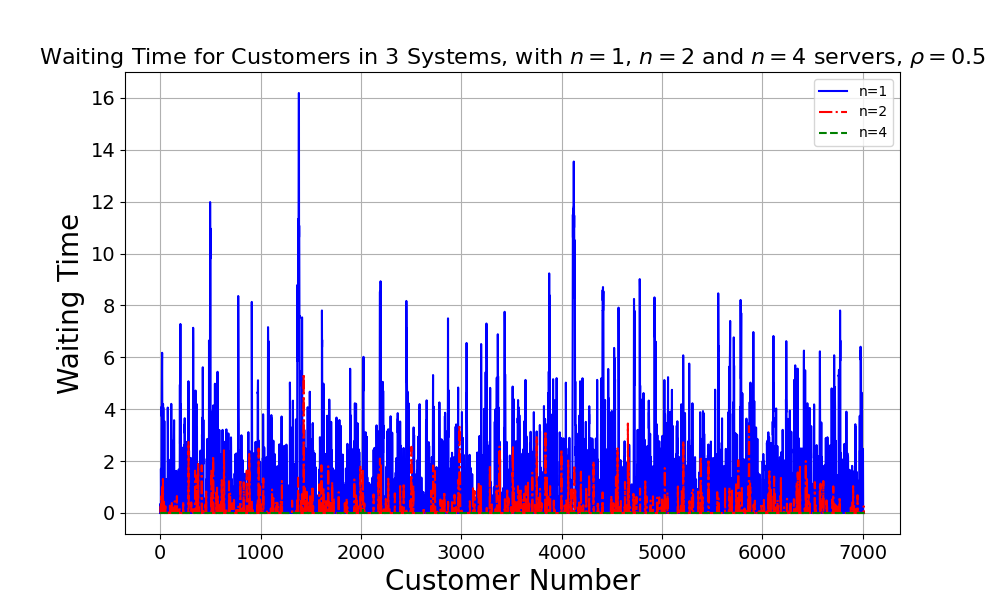 Waiting Time for Customers in 3 Systems, with n = 1, n = 2 and n = 4 servers, ρ = 0.5
n=1
n=2
n=4
Waiting Time
16
14
12
10
8
6
4
2
0
0 1000 2000 3000 4000 5000 6000 7000
Customer Number